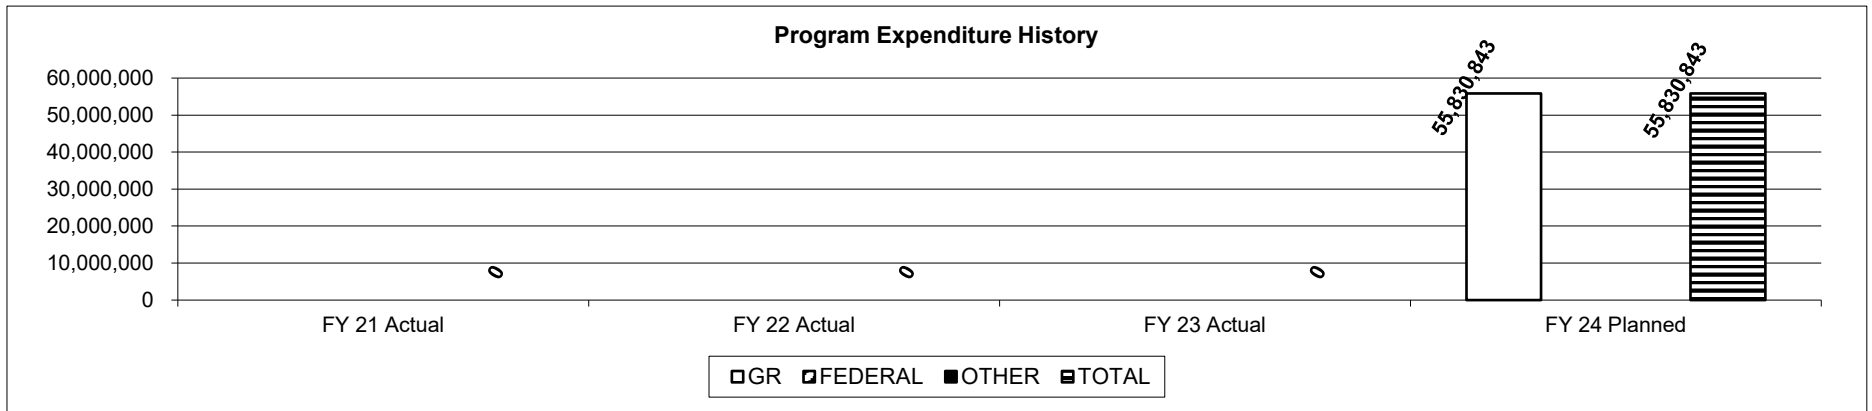 Program Expenditure History
60,000,000
50,000,000
40,000,000
30,000,000
20,000,000
10,000,000
0
0
0
0
55,830,843
55,830,843
FY 21 Actual
FY 22 Actual
FY 23 Actual
FY 24 Planned
GR FEDERAL OTHER TOTAL